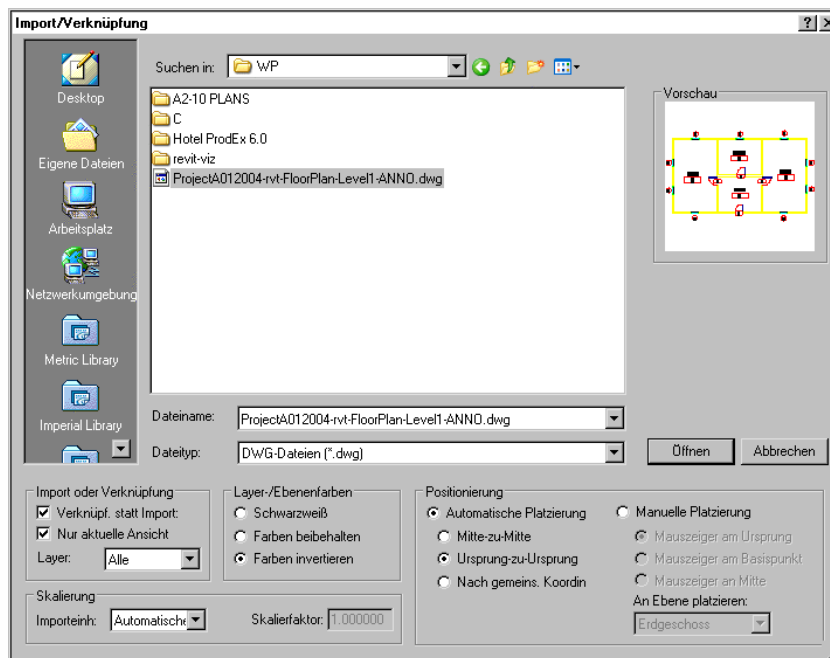 Import/Verknüpfung
Suchen in: WP
Desktop
Eigene Dateien
Arbeitsplatz
Netzwerkumgebung
Metric Library
Imperial Library
A2-10 PLANS
C
Hotel ProdEx 6.0
revit-viz
ProjectA012004-rvt-FloorPlan-Level1-ANNO.dwg
Vorschau
Dateiname: ProjectA012004-rvt-FloorPlan-Level1-ANNO.dwg
Dateityp: DWG-Dateien (*.dwg)
Öffnen Abbrechen
Import oder Verknüpfung
Verknüpf. statt Import:
Nur aktuelle Ansicht
Layer: Alle
Layer-/Ebenenfarben
Schwarzweiß
Farben beibehalten
Farben invertieren
Skalierung
Importeinh: Automatische Skalierfaktor: 1.000000
Positionierung
Automatische Platzierung
Mitte-zu-Mitte
Ursprung-zu-Ursprung
Nach gemeins. Koordin
Manuelle Platzierung
Mauszeiger am Ursprung
Mauszeiger am Basispunkt
Mauszeiger an Mitte
An Ebene platzieren:
Erdgeschoss